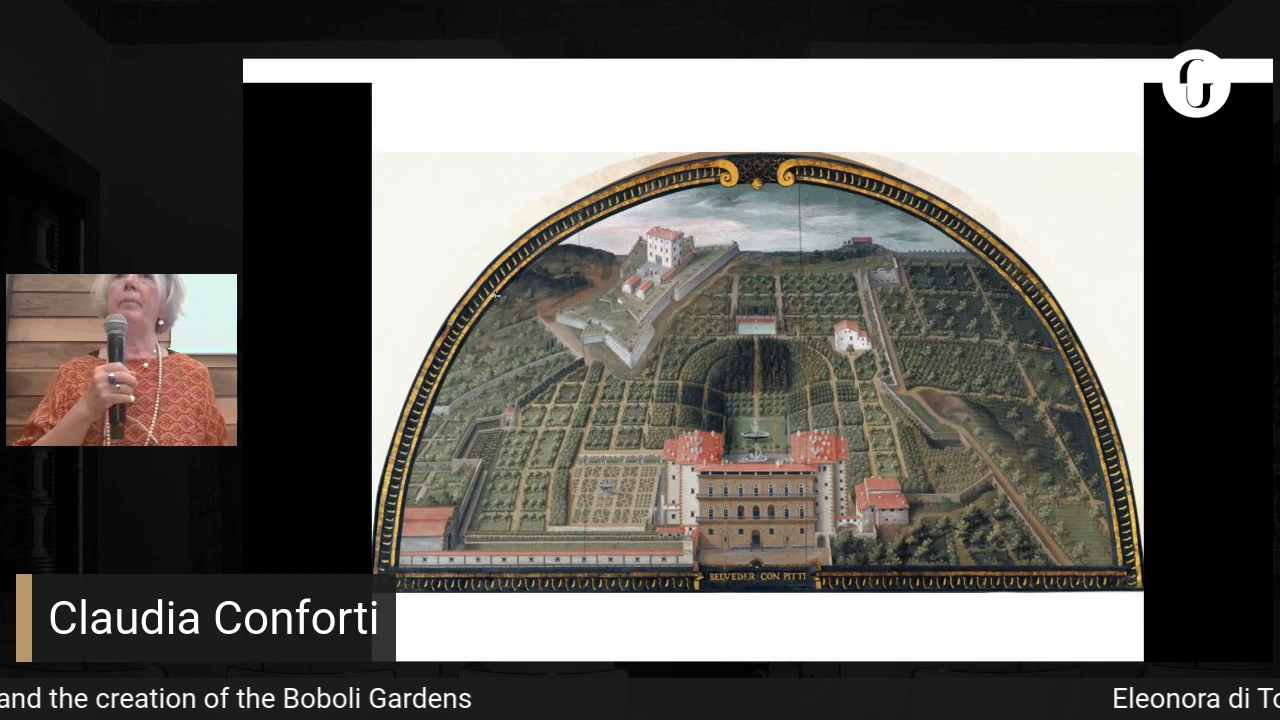 BELVEDER CON PITTI
Claudia Conforti
and the creation of the Boboli Gardens
Eleonora di To